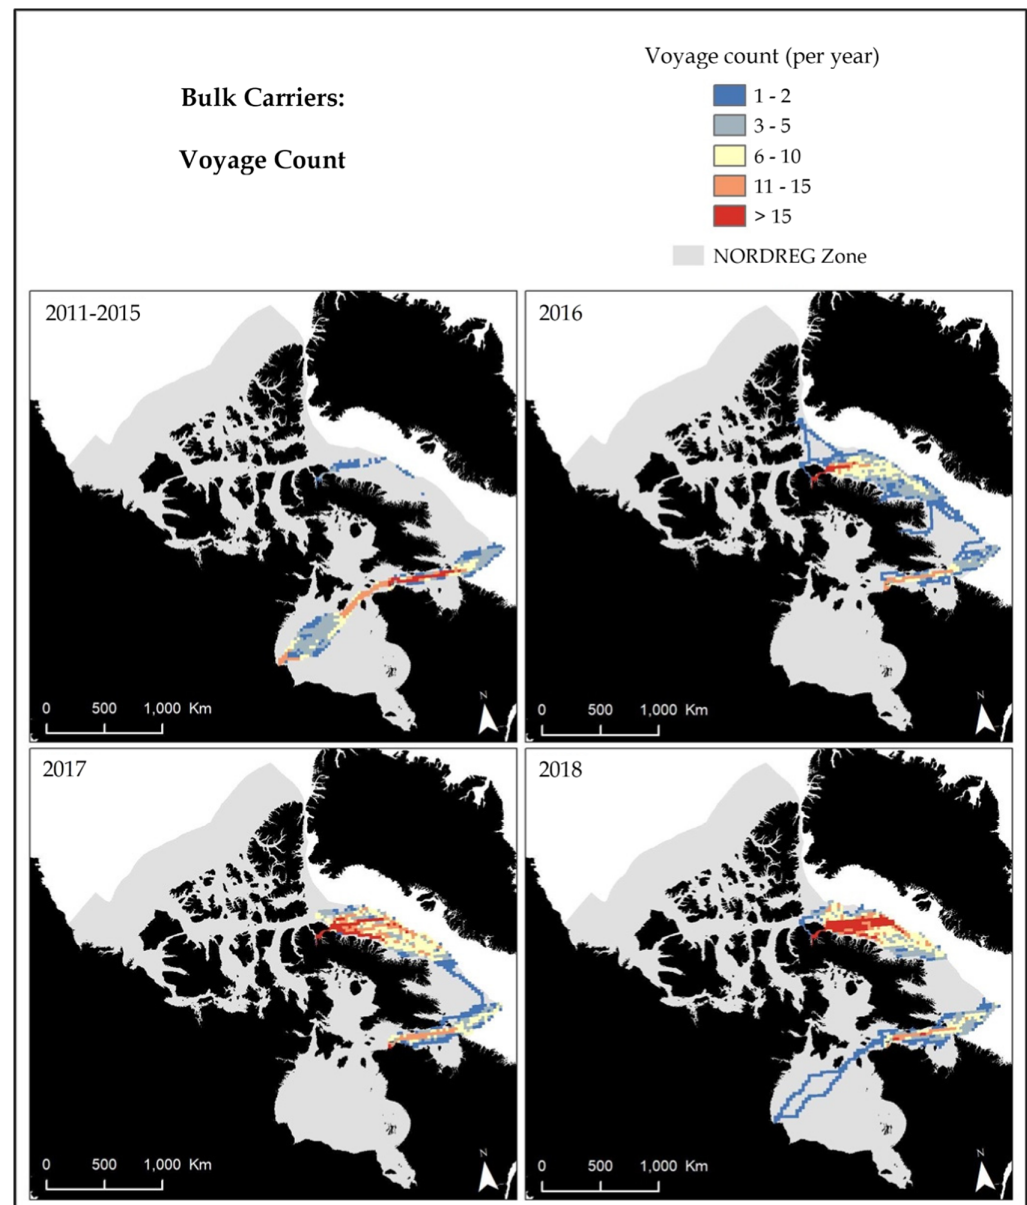 Bulk Carriers:
Voyage Count
Voyage count (per year)
1 - 2
3 - 5
6 - 10
11 - 15
> 15
NORDREG Zone
2011-2015
0 500 1,000 Km
N
2016
0 500 1,000 Km
N
2017
0 500 1,000 Km
N
2018
0 500 1,000 Km
N